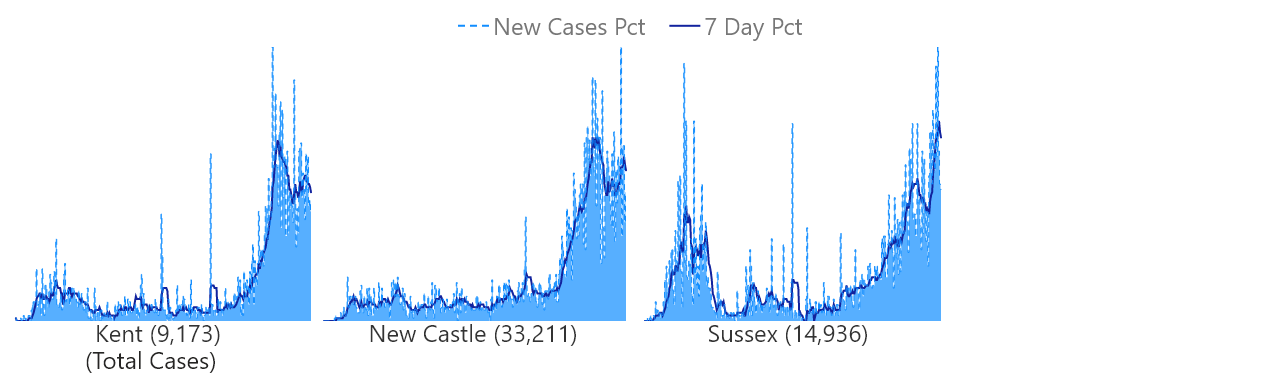 New Cases Pct 7 Day Pct
Kent (9,173) New Castle (33,211) Sussex (14,936)
(Total Cases)